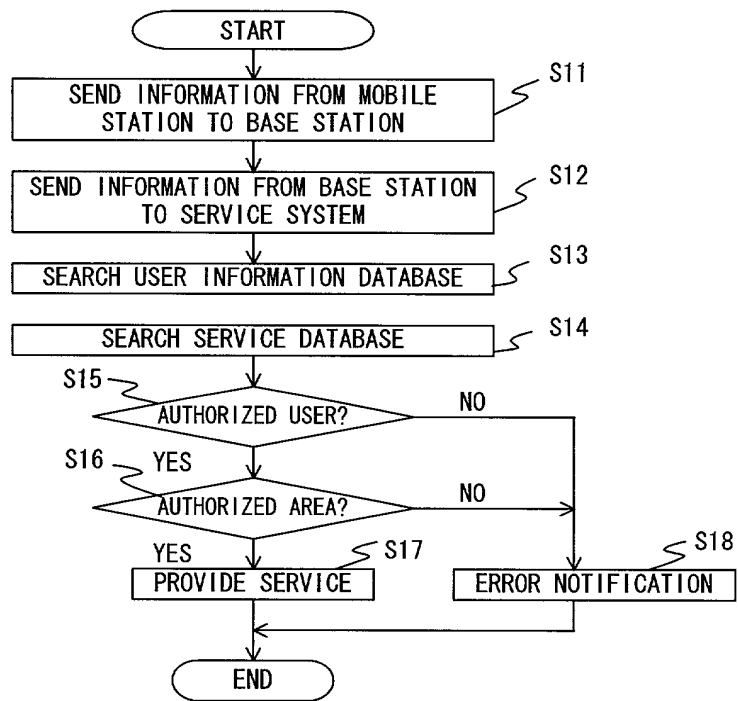 START
S11
SEND INFORMATION FROM MOBILE
STATION TO BASE STATION
S12
SEND INFORMATION FROM BASE STATION
TO SERVICE SYSTEM
S13
SEARCH USER INFORMATION DATABASE
S14
SEARCH SERVICE DATABASE
S15
AUTHORIZED USER?
NO
YES
S16
AUTHORIZED AREA?
NO
YES
S17
PROVIDE SERVICE
S18
ERROR NOTIFICATION
END